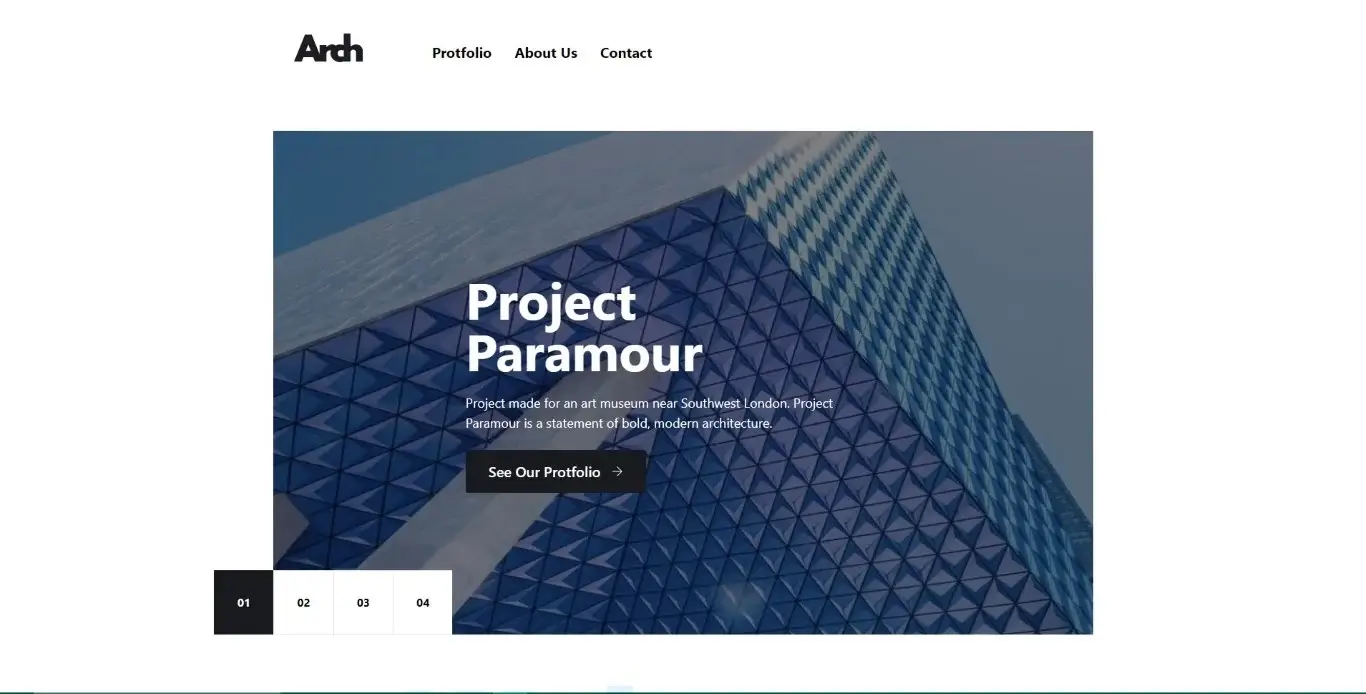 Arch
Protfolio About Us Contact
Project
Paramour
Project made for an art museum near Southwest London. Project
Paramour is a statement of bold, modern architecture.
See Our Protfolio →
01 02 03 04